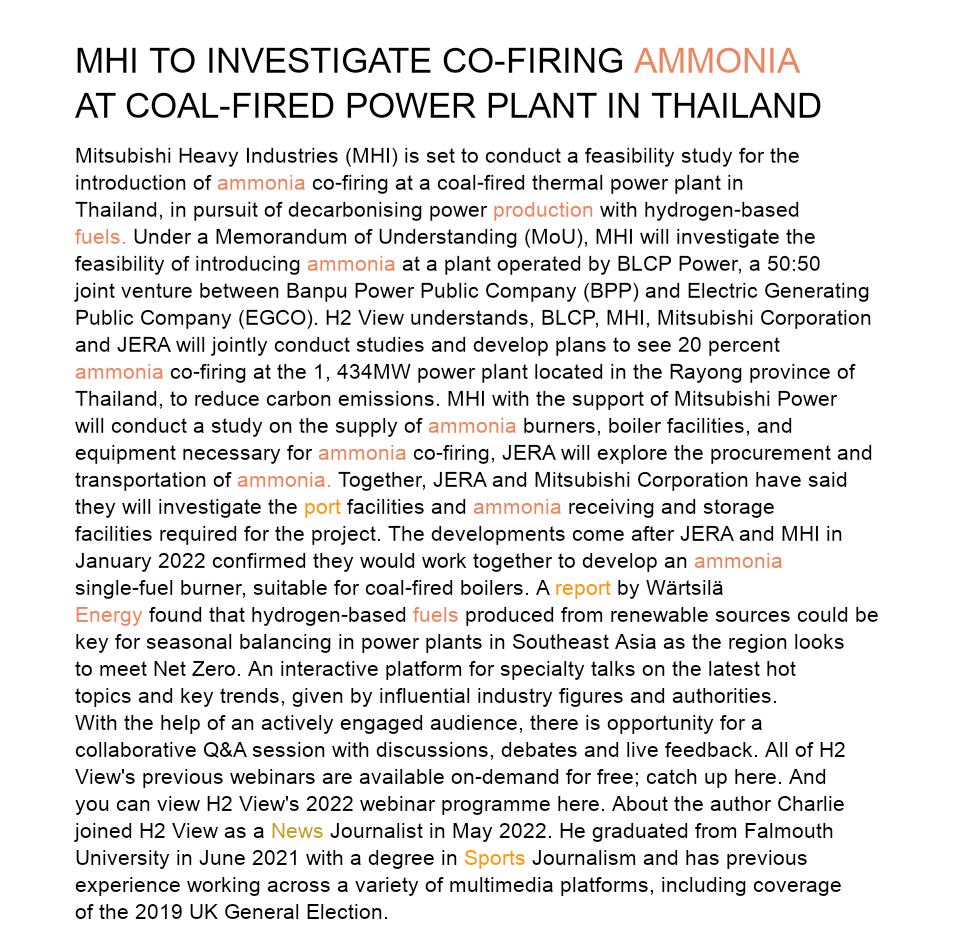 MHI TO INVESTIGATE CO-FIRING AMMONIA
AT COAL-FIRED POWER PLANT IN THAILAND
Mitsubishi Heavy Industries (MHI) is set to conduct a feasibility study for the
introduction of ammonia co-firing at a coal-fired thermal power plant in
Thailand, in pursuit of decarbonising power production with hydrogen-based
fuels. Under a Memorandum of Understanding (MoU), MHI will investigate the
feasibility of introducing ammonia at a plant operated by BLCP Power, a 50:50
joint venture between Banpu Power Public Company (BPP) and Electric Generating
Public Company (EGCO). H2 View understands, BLCP, MHI, Mitsubishi Corporation
and JERA will jointly conduct studies and develop plans to see 20 percent
ammonia co-firing at the 1, 434MW power plant located in the Rayong province of
Thailand, to reduce carbon emissions. MHI with the support of Mitsubishi Power
will conduct a study on the supply of ammonia burners, boiler facilities, and
equipment necessary for ammonia co-firing, JERA will explore the procurement and
transportation of ammonia. Together, JERA and Mitsubishi Corporation have said
they will investigate the port facilities and ammonia receiving and storage
facilities required for the project. The developments come after JERA and MHI in
January 2022 confirmed they would work together to develop an ammonia
single-fuel burner, suitable for coal-fired boilers. A report by Wärtsilä
Energy found that hydrogen-based fuels produced from renewable sources could be
key for seasonal balancing in power plants in Southeast Asia as the region looks
to meet Net Zero. An interactive platform for specialty talks on the latest hot
topics and key trends, given by influential industry figures and authorities.
With the help of an actively engaged audience, there is opportunity for a
collaborative Q&A session with discussions, debates and live feedback. All of H2
View's previous webinars are available on-demand for free; catch up here. And
you can view H2 View's 2022 webinar programme here. About the author Charlie
joined H2 View as a News Journalist in May 2022. He graduated from Falmouth
University in June 2021 with a degree in Sports Journalism and has previous
experience working across a variety of multimedia platforms, including coverage
of the 2019 UK General Election.